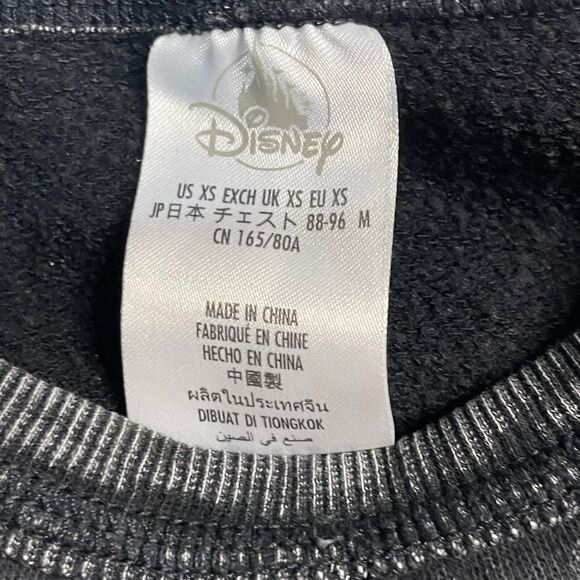 Disney
US XS EXCH UK XS EU XS
JP日本 チェスト 88-96 M
CN 165/80A
MADE IN CHINA
FABRIQUÉ EN CHINE
HECHO EN CHINA
中國製
ผลิตในประเทศจีน
DIBUAT DI TIONGKOK
صنع في الصين